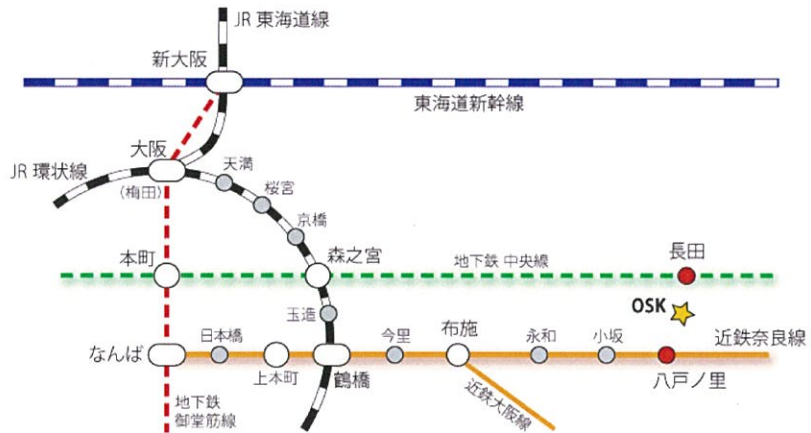 JR 東海道線
新大阪
東海道新幹線
大阪
JR 環状線
〈梅田〉
天満
桜宮
京橋
本町
森之宮
地下鉄 中央線
長田
玉造
OSK
なんば
日本橋
上本町
鶴橋
今里
布施
永和
小坂
近鉄奈良線
八戸ノ里
地下鉄
御堂筋線
近鉄大阪線